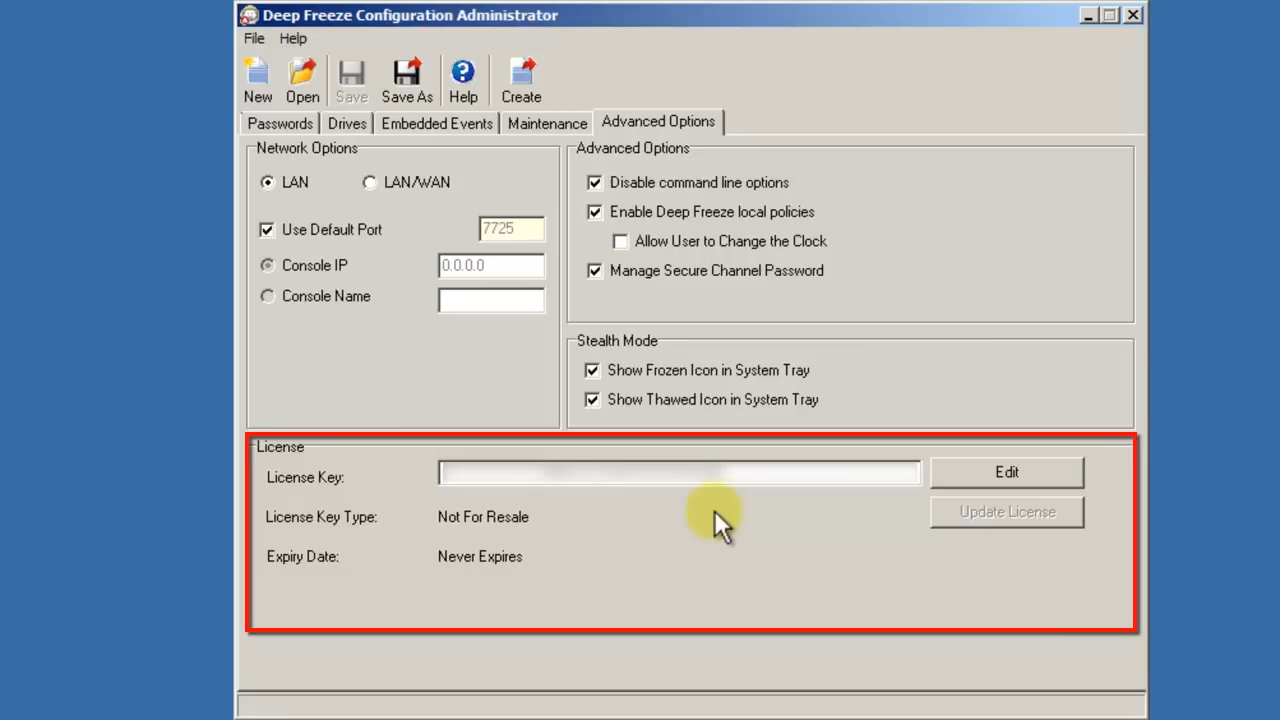 Deep Freeze Configuration Administrator
File Help
New Open Save Save As Help Create
Passwords Drives Embedded Events Maintenance Advanced Options
Network Options
LAN LAN/WAN
Use Default Port 7725
Console IP 0.0.0.0
Console Name
Advanced Options
Disable command line options
Enable Deep Freeze local policies
Allow User to Change the Clock
Manage Secure Channel Password
Stealth Mode
Show Frozen Icon in System Tray
Show Thawed Icon in System Tray
License
License Key: Edit
License Key Type: Not For Resale Update License
Expiry Date: Never Expires